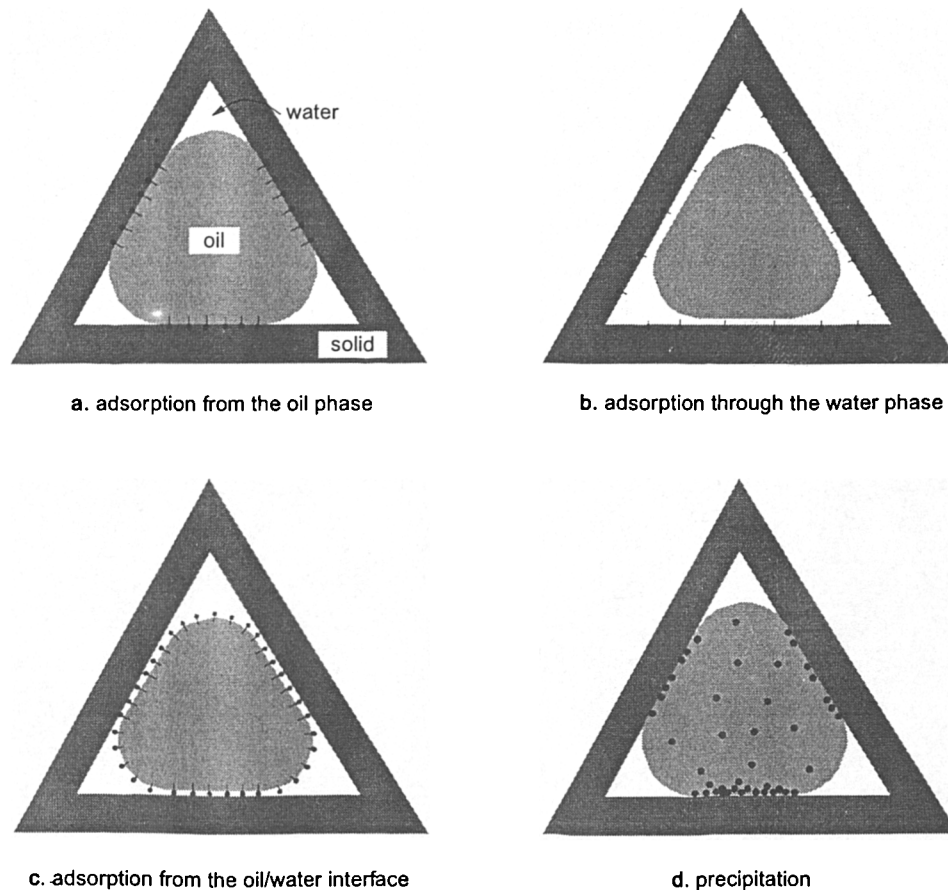 water
oil
solid
a. adsorption from the oil phase
b. adsorption through the water phase
c. adsorption from the oil/water interface
d. precipitation